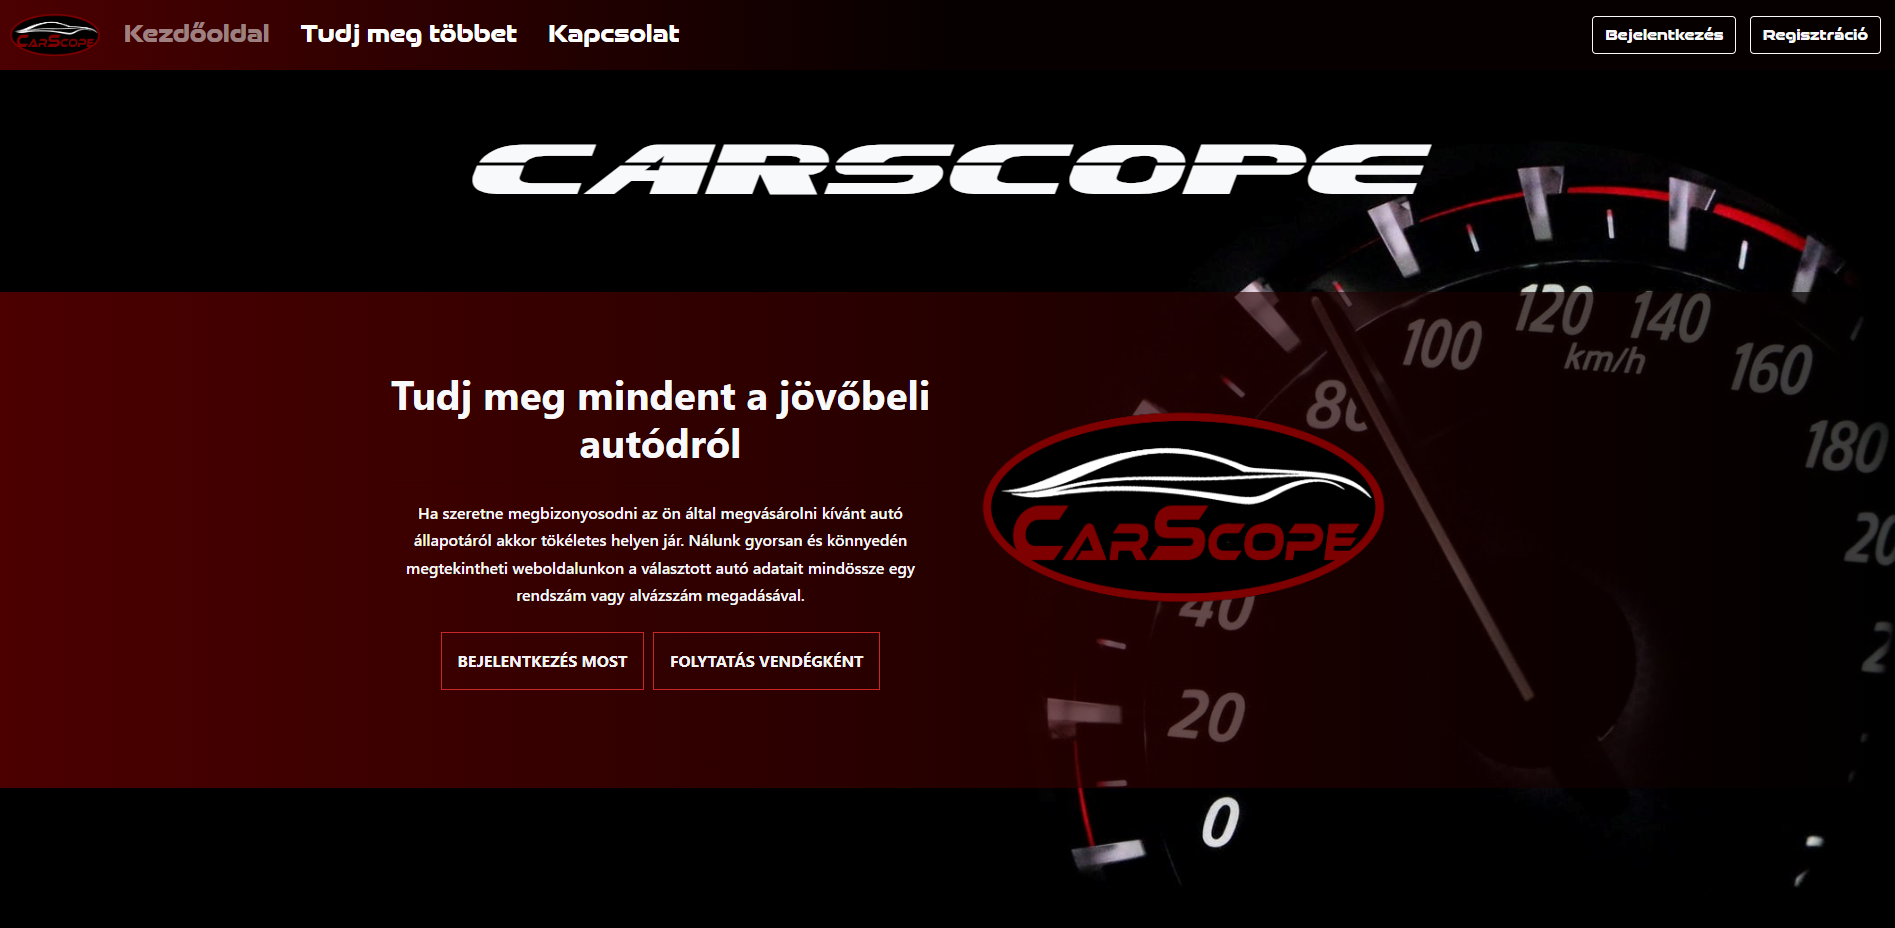 CARSCOPE
Kezdőoldal
Tudj meg többet
Kapcsolat
Bejelentkezés
Regisztráció
CARSCOPE
120
140
100
km/h
160
80
180
Tudj meg mindent a jövőbeli
autódról
Ha szeretne megbizonyosodni az ön által megvásárolni kívánt autó
állapotáról akkor tökéletes helyen jár. Nálunk gyorsan és könnyedén
megtekintheti weboldalunkon a választott autó adatait mindössze egy
rendszám vagy alvázszám megadásával.
CARSCOPE
BEJELENTKEZÉS MOST
FOLYTATÁS VENDÉGKÉNT
40
20
0